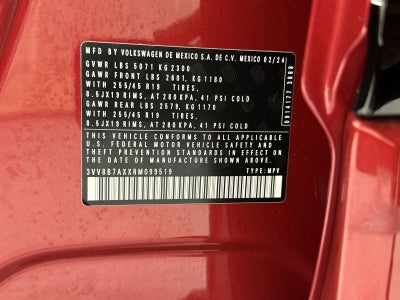 MFD BY VOLKSWAGEN DE MEXICO S.A. DE C.V. MEXICO 02/24
GVWR LBS 5071 KG 2300
GAWR FRONT LBS 2601, KG 1180
WITH 255/45 R19 TIRES,
8.5JX19 RIMS, AT 280KPA, 41 PSI COLD
GAWR REAR LBS 2579, KG 1170
WITH 255/45 R19 TIRES,
8.5JX19 RIMS, AT 280KPA, 41 PSI COLD
THIS VEHICLE CONFORMS TO ALL APPLICABLE
U.S. FEDERAL MOTOR VEHICLE SAFETY AND
THEFT PREVENTION STANDARDS IN EFFECT ON
THE DATE OF MANUFACTURE SHOWN ABOVE.
3VV8B7AXXRM099519 TYPE: MPV